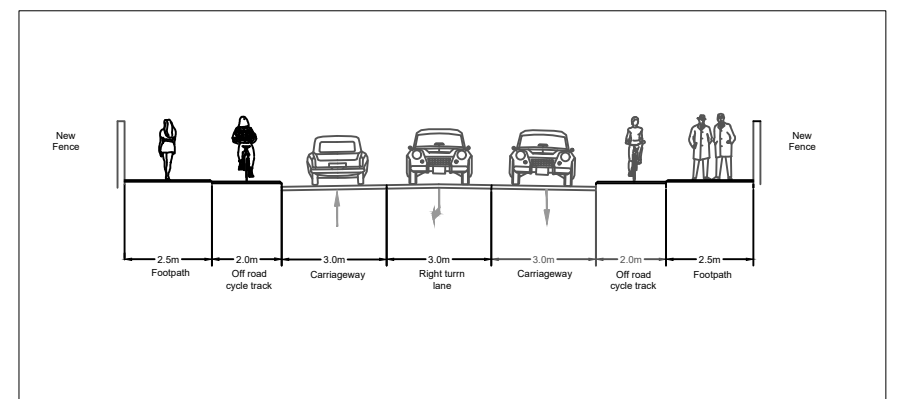 New
Fence
New
Fence
2.5m
2.0m
3.0m
3.0m
3.0m
2.0m
2.5m
Footpath
Off road
cycle track
Carriageway
Right turrn
lane
Carriageway
Off road
cycle track
Footpath